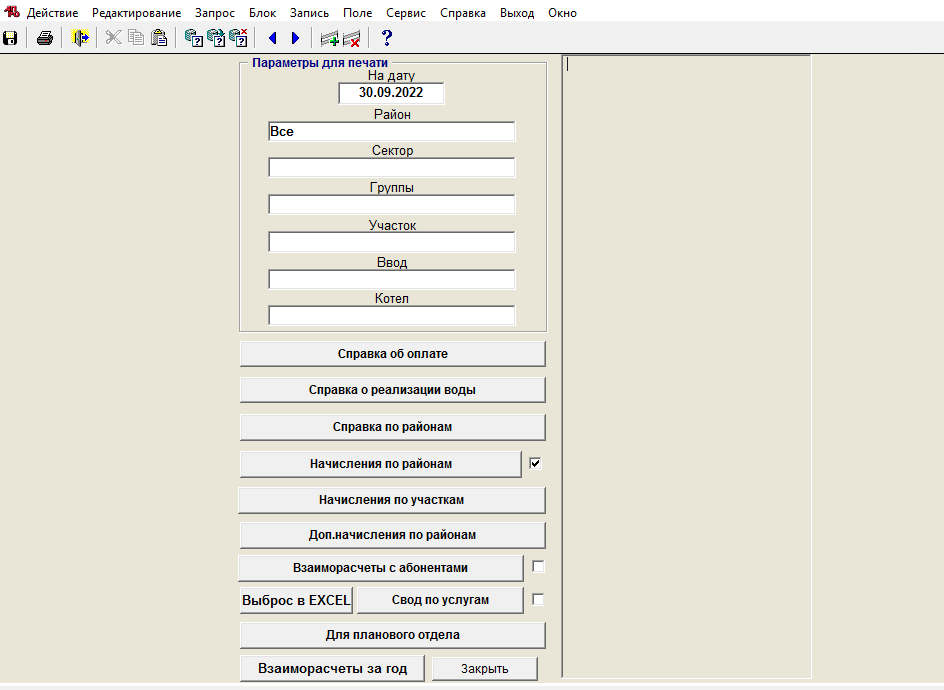 Действие Редактирование Запрос Блок Запись Поле Сервис Справка Выход Окно
Параметры для печати
На дату
30.09.2022
Район
Все
Сектор
Группы
Участок
Ввод
Котел
Справка об оплате
Справка о реализации воды
Справка по районам
Начисления по районам
Начисления по участкам
Доп.начисления по районам
Взаиморасчеты с абонентами
Выброс в EXCEL Свод по услугам
Для планового отдела
Взаиморасчеты за год Закрыть